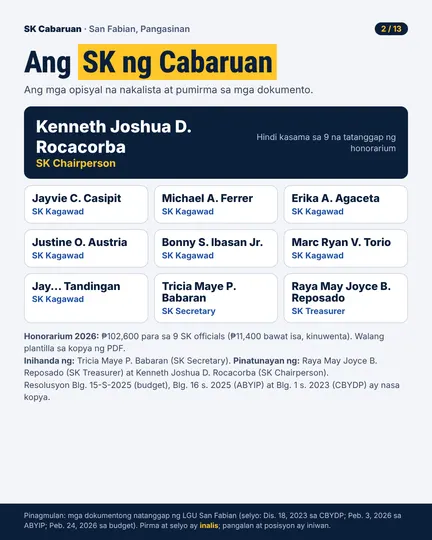 SK Cabaruan · San Fabian, Pangasinan
2 / 13
Ang SK ng Cabaruan
Ang mga opisyal na nakalista at pumirma sa mga dokumento.
Kenneth Joshua D.
Rocacorba
SK Chairperson
Hindi kasama sa 9 na tatanggap ng
honorarium
Jayvie C. Casipit
SK Kagawad
Michael A. Ferrer
SK Kagawad
Erika A. Agaceta
SK Kagawad
Justine O. Austria
SK Kagawad
Bonny S. Ibasan Jr.
SK Kagawad
Marc Ryan V. Torio
SK Kagawad
Jay… Tandingan
SK Kagawad
Tricia Maye P.
Babaran
SK Secretary
Raya May Joyce B.
Reposado
SK Treasurer
Honorarium 2026: ₱102,600 para sa 9 SK officials (₱11,400 bawat isa, kinuwenta). Walang
plantilla sa kopya ng PDF.
Inihanda ng: Tricia Maye P. Babaran (SK Secretary). Pinatunayan ng: Raya May Joyce B.
Reposado (SK Treasurer) at Kenneth Joshua D. Rocacorba (SK Chairperson).
Resolusyon Blg. 15-S-2025 (budget), Blg. 16 s. 2025 (ABYIP) at Blg. 1 s. 2023 (CBYDP) ay nasa
kopya.
Pinagmulan: mga dokumentong natanggap ng LGU San Fabian (selyo: Dis. 18, 2023 sa CBYDP; Peb. 3, 2026 sa
ABYIP; Peb. 24, 2026 sa budget). Pirma at selyo ay inalis; pangalan at posisyon ay iniwan.